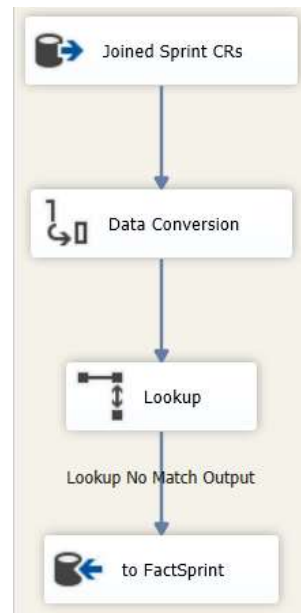 Joined Sprint CRs
Data Conversion
Lookup
Lookup No Match Output
to FactSprint